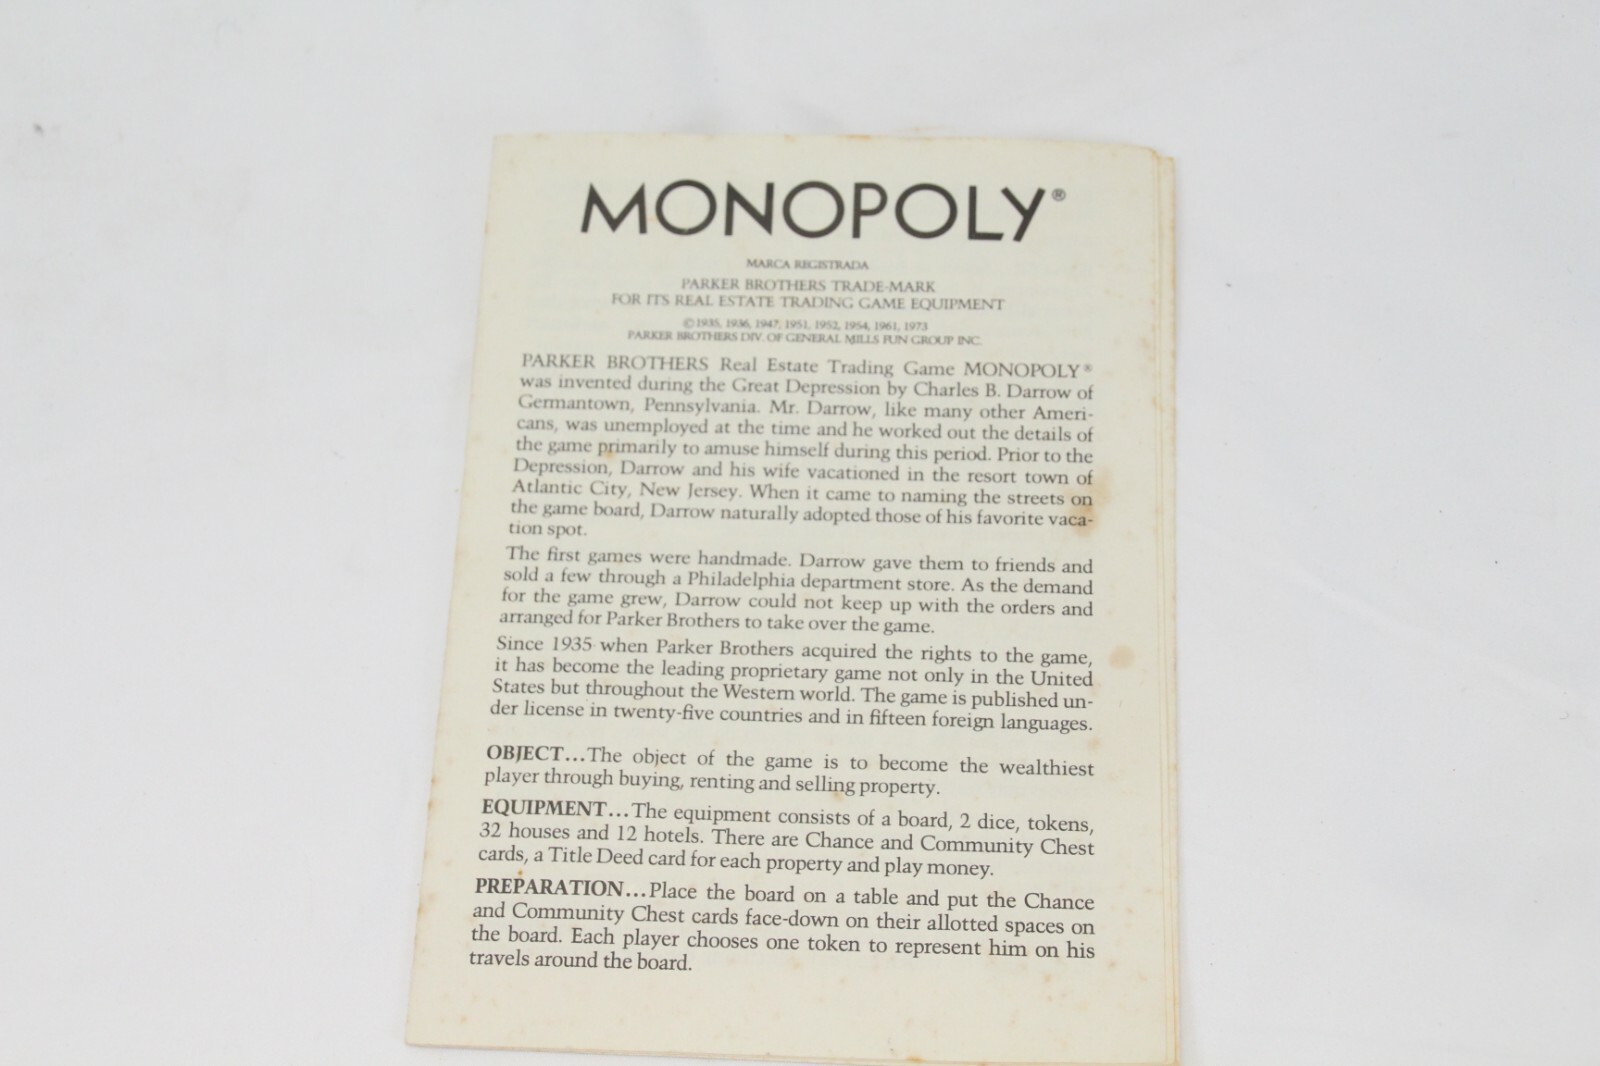 MONOPOLY®
MARCA REGISTRADA
PARKER BROTHERS TRADE-MARK
FOR ITS REAL ESTATE TRADING GAME EQUIPMENT
©1935, 1936, 1947, 1951, 1952, 1954, 1961, 1973
PARKER BROTHERS DIV. OF GENERAL MILLS FUN GROUP INC.
PARKER BROTHERS Real Estate Trading Game MONOPOLY®
was invented during the Great Depression by Charles B. Darrow of
Germantown, Pennsylvania. Mr. Darrow, like many other Ameri-
cans, was unemployed at the time and he worked out the details of
the game primarily to amuse himself during this period. Prior to the
Depression, Darrow and his wife vacationed in the resort town of
Atlantic City, New Jersey. When it came to naming the streets on
the game board, Darrow naturally adopted those of his favorite vaca-
tion spot.
The first games were handmade. Darrow gave them to friends and
sold a few through a Philadelphia department store. As the demand
for the game grew, Darrow could not keep up with the orders and
arranged for Parker Brothers to take over the game.
Since 1935 when Parker Brothers acquired the rights to the game,
it has become the leading proprietary game not only in the United
States but throughout the Western world. The game is published un-
der license in twenty-five countries and in fifteen foreign languages.
OBJECT...The object of the game is to become the wealthiest
player through buying, renting and selling property.
EQUIPMENT...The equipment consists of a board, 2 dice, tokens,
32 houses and 12 hotels. There are Chance and Community Chest
cards, a Title Deed card for each property and play money.
PREPARATION...Place the board on a table and put the Chance
and Community Chest cards face-down on their allotted spaces on
the board. Each player chooses one token to represent him on his
travels around the board.